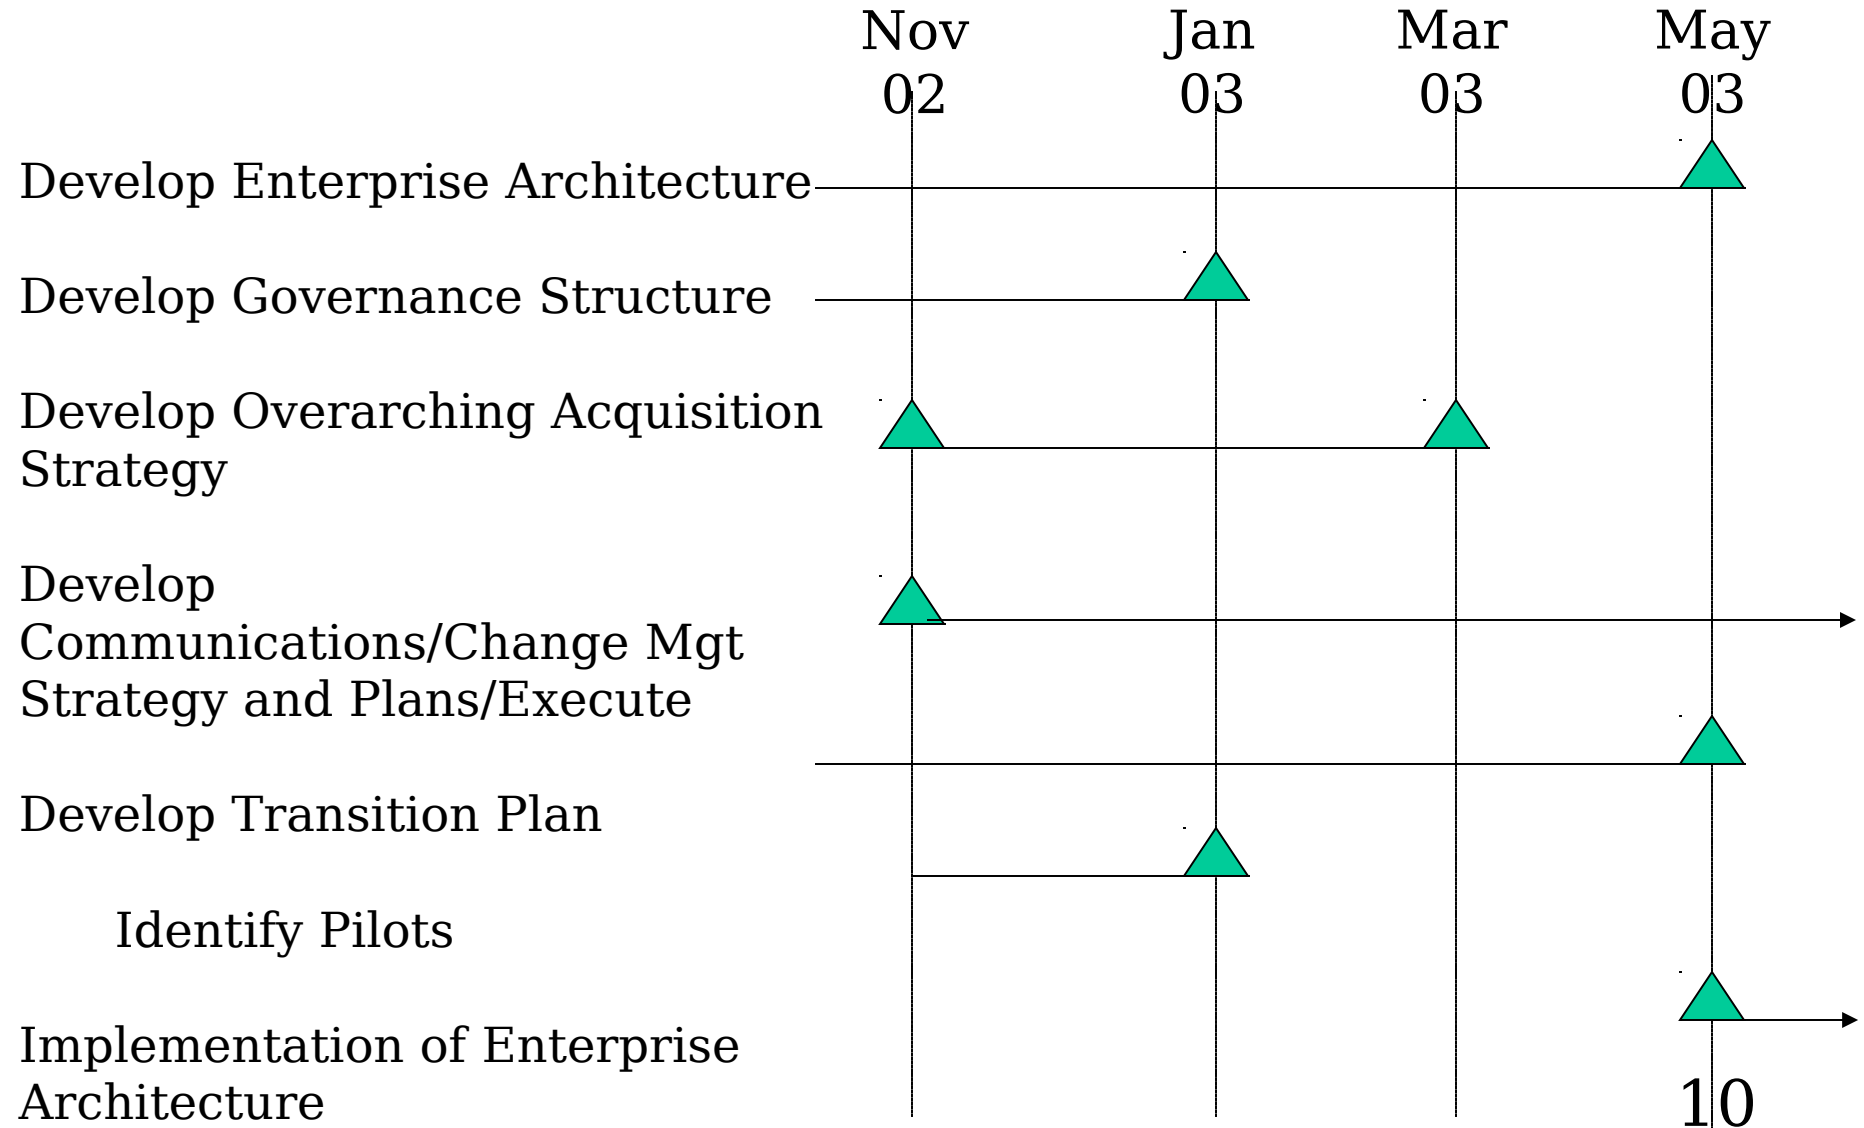 Nov Jan Mar May
02 03 03 03
Develop Enterprise Architecture
Develop Governance Structure
Develop Overarching Acquisition
Strategy
Develop
Communications/Change Mgt
Strategy and Plans/Execute
Develop Transition Plan
Identify Pilots
Implementation of Enterprise
Architecture
10